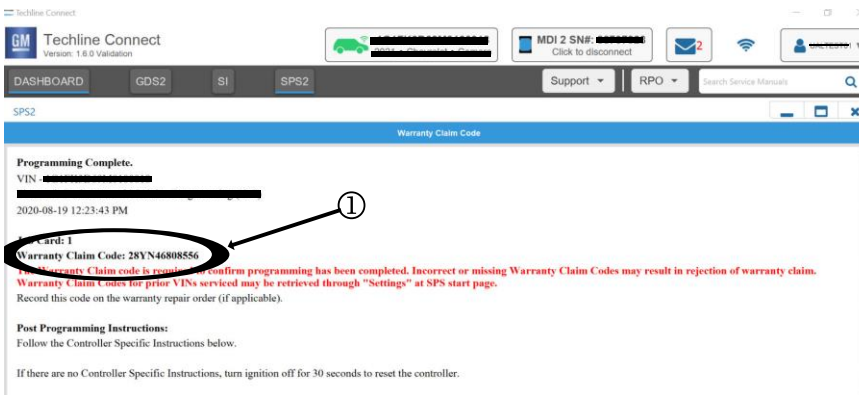 Techline Connect
GM
Techline Connect
Version: 1.6.0 Validation
MDI 2 SN#:
Click to disconnect
2
DASHBOARD GDS2 SI SPS2 Support RPO Search Service Manuals
SPS2
Warranty Claim Code
Programming Complete.
VIN -
2020-08-19 12:23:43 PM
1
Card: 1
Warranty Claim Code: 28YN46808556
The Warranty Claim code is required to confirm programming has been completed. Incorrect or missing Warranty Claim Codes may result in rejection of warranty claim.
Warranty Claim Codes for prior VINs serviced may be retrieved through "Settings" at SPS start page.
Record this code on the warranty repair order (if applicable).
Post Programming Instructions:
Follow the Controller Specific Instructions below.
If there are no Controller Specific Instructions, turn ignition off for 30 seconds to reset the controller.